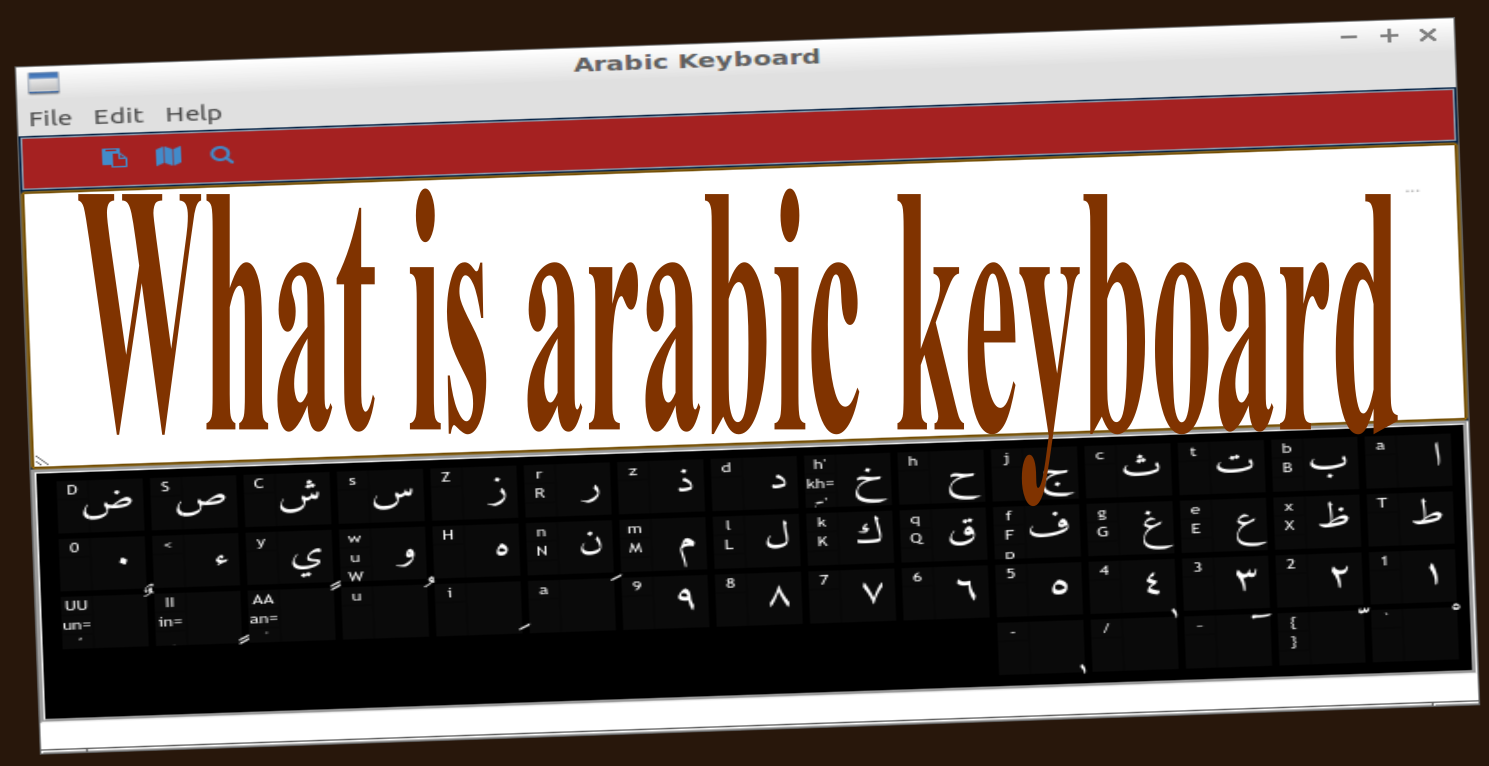 Arabic Keyboard
File Edit Help
...
What is arabic keyboard
D ض S ص C ش s س Z ز r R ر z ذ d د h' kh= خ h ح j ج c ث t ت b B ب a ا
0 ٠ < ء y ي w u W u و H ه n N ن m M م l L ل k K ك q Q ق f F ف g G غ e E ع x X ظ T ط
UU un= II in= AA an= i a 9 ٩ 8 ٨ 7 ٧ 6 ٦ 5 ٥ 4 ٤ 3 ٣ 2 ٢ 1 ١
- / - { }